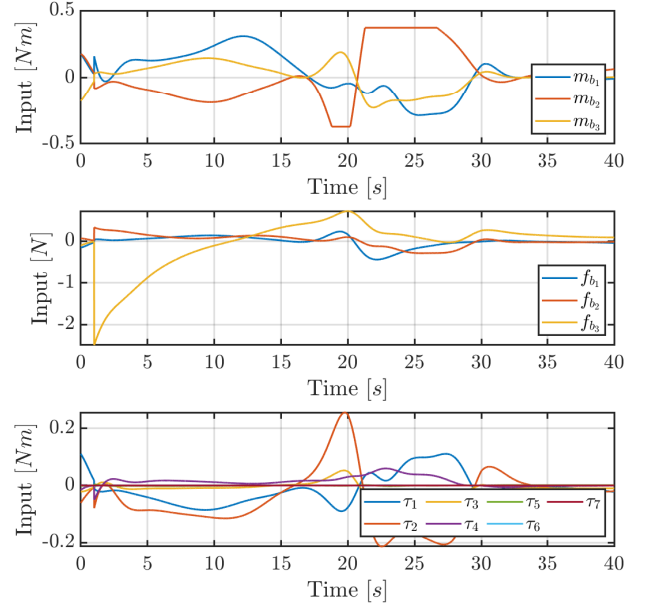 0.5
0
-0.5
Input [Nm]
m_{b_1}
m_{b_2}
m_{b_3}
0 5 10 15 20 25 30 35 40
Time [s]
0
-1
-2
Input [N]
f_{b_1}
f_{b_2}
f_{b_3}
0 5 10 15 20 25 30 35 40
Time [s]
0.2
0
-0.2
Input [Nm]
τ_1 τ_3 τ_5 τ_7
τ_2 τ_4 τ_6
0 5 10 15 20 25 30 35 40
Time [s]